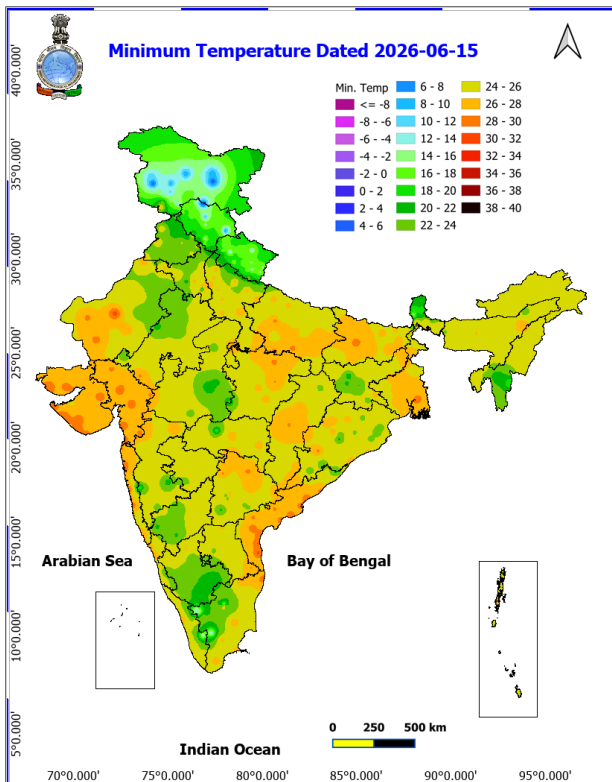 Minimum Temperature Dated 2026-06-15
Min. Temp
<= -8
-8 - -6
-6 - -4
-4 - -2
-2 - 0
0 - 2
2 - 4
4 - 6
6 - 8
8 - 10
10 - 12
12 - 14
14 - 16
16 - 18
18 - 20
20 - 22
22 - 24
24 - 26
26 - 28
28 - 30
30 - 32
32 - 34
34 - 36
36 - 38
38 - 40
40°0.000'
35°0.000'
30°0.000'
25°0.000'
20°0.000'
15°0.000'
10°0.000'
5°0.000'
Arabian Sea
Bay of Bengal
Indian Ocean
0 250 500 km
70°0.000' 75°0.000' 80°0.000' 85°0.000' 90°0.000' 95°0.000'